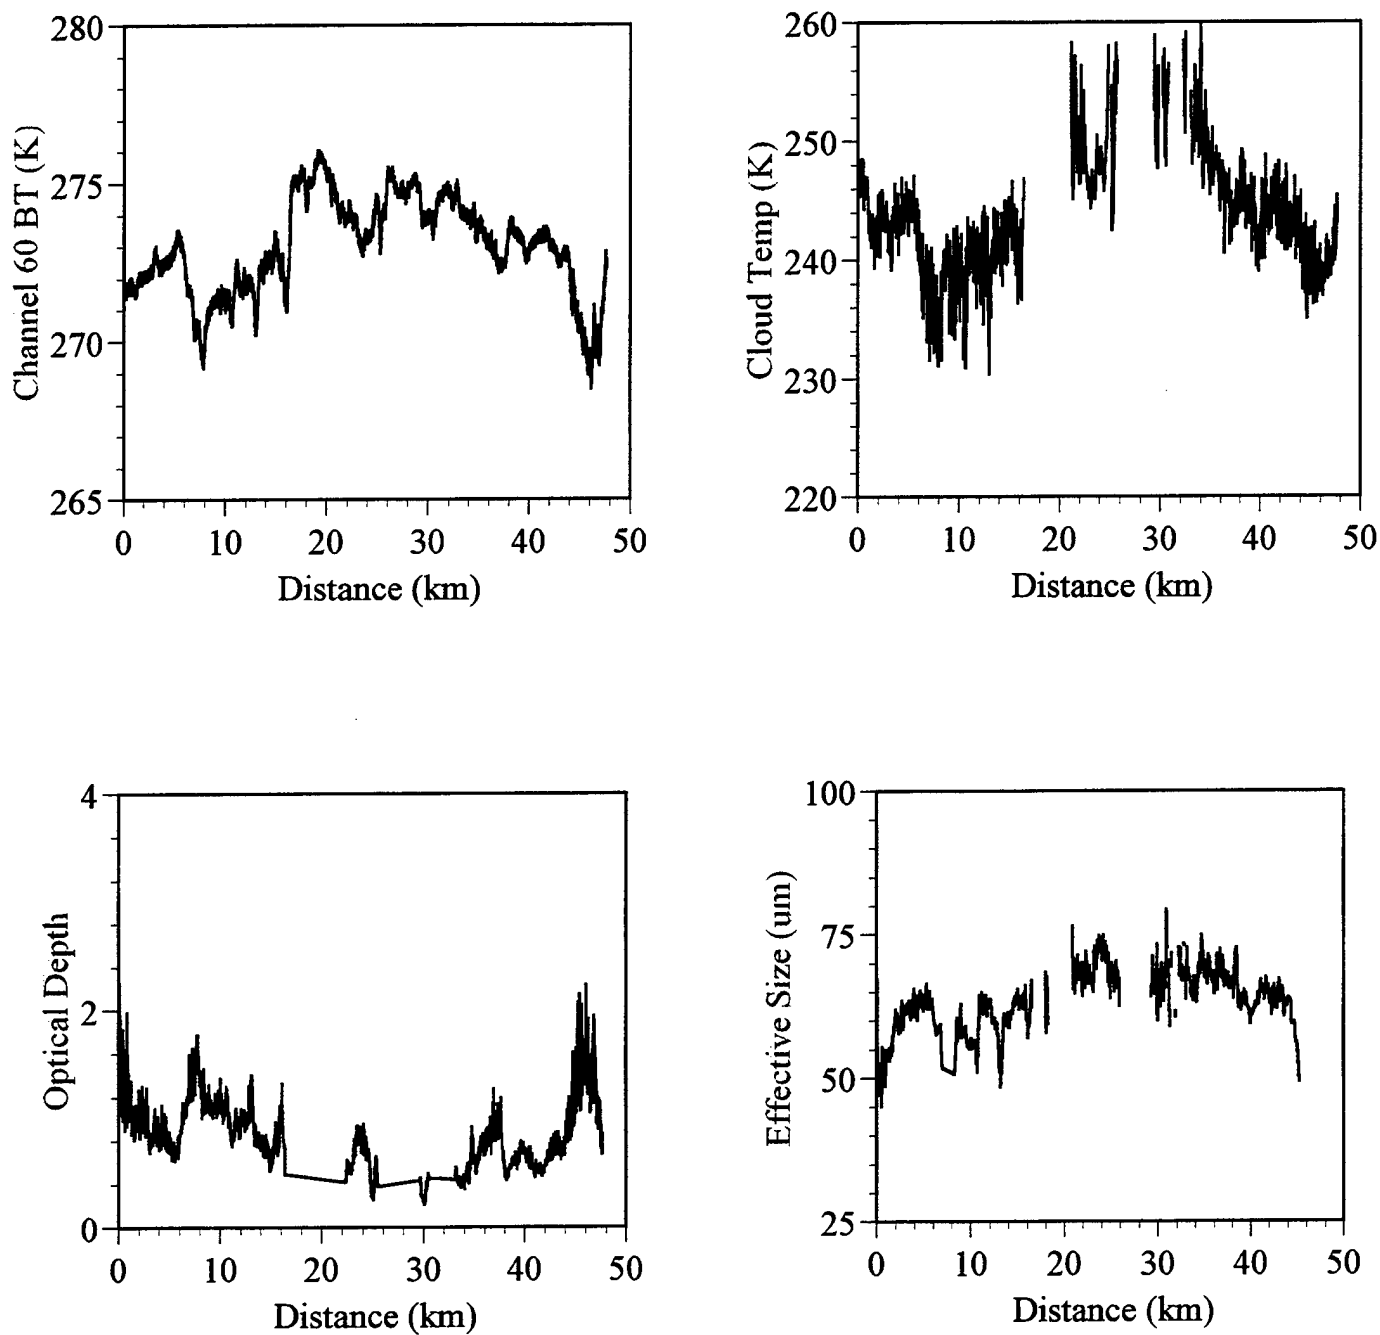 280
275
270
265
Channel 60 BT (K)
0 10 20 30 40 50
Distance (km)
260
250
240
230
220
Cloud Temp (K)
0 10 20 30 40 50
Distance (km)
4
2
0
Optical Depth
0 10 20 30 40 50
Distance (km)
100
75
50
25
Effective Size (um)
0 10 20 30 40 50
Distance (km)